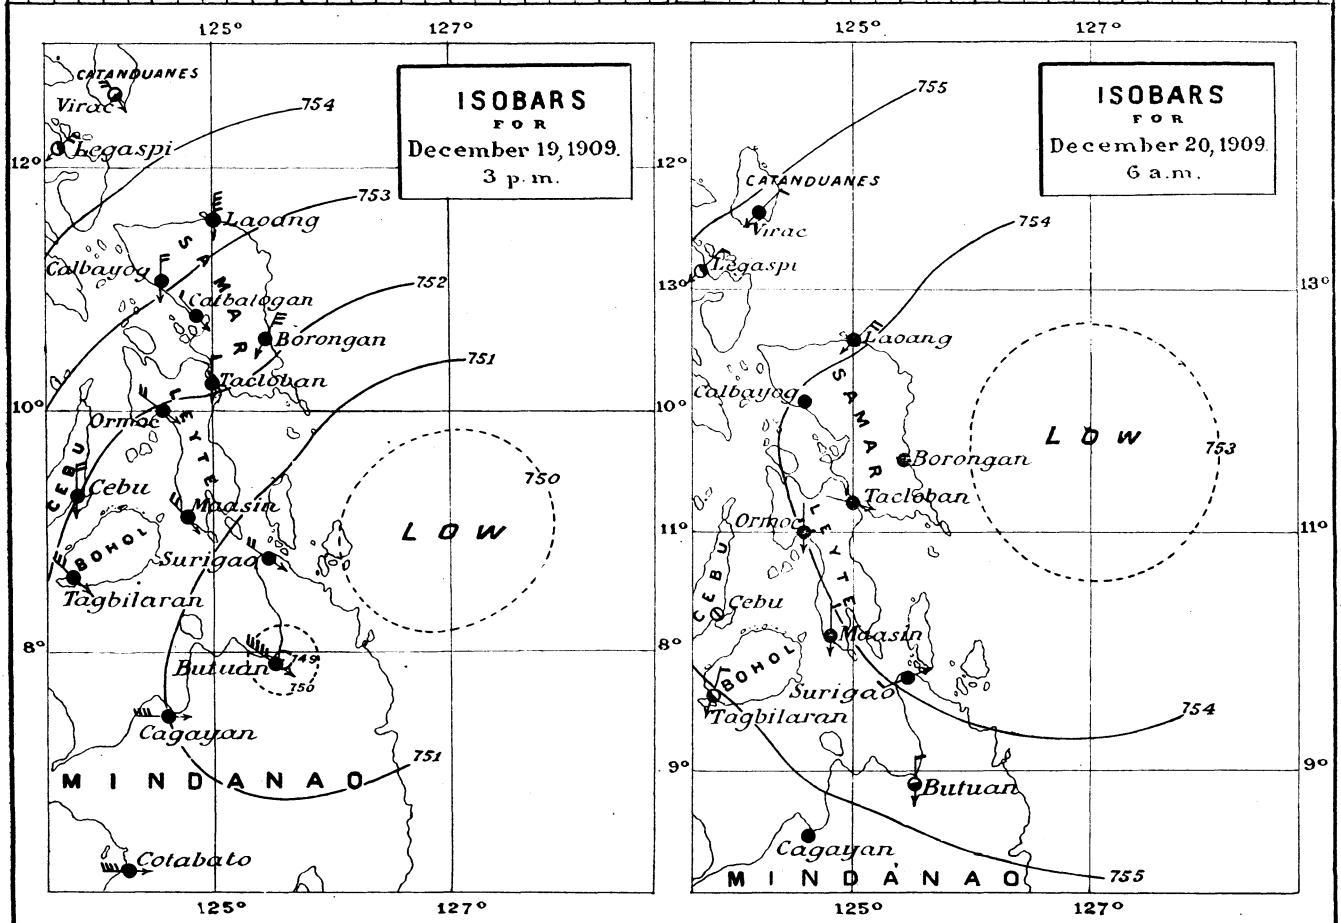 125° 127°
CATANDUANES
Virac
Legaspi
754
ISOBARS
FOR
December 19, 1909.
3 p.m.
12°
753
Laoang
SAMAR
Calbayog
Catbalogan
752
Borongan
751
Tacloban
10°
Ormoc
LEYTE
CEBU
Cebu
Maasin
750
LOW
BOHOL
Surigao
Tagbilaran
8°
Butuan
749
750
Cagayan
751
MINDANAO
Cotabato
125° 127°
125° 127°
755
ISOBARS
FOR
December 20, 1909.
6 a.m.
12°
CATANDUANES
Virac
754
Legaspi
13° 13°
Laoang
SAMAR
Calbayog
10°
LOW
753
Borongan
Tacloban
Ormoc
LEYTE
11° 11°
CEBU
Cebu
8°
Maasin
BOHOL
Surigao
Tagbilaran
754
9° 9°
Butuan
Cagayan
MINDANAO
755
125° 127°